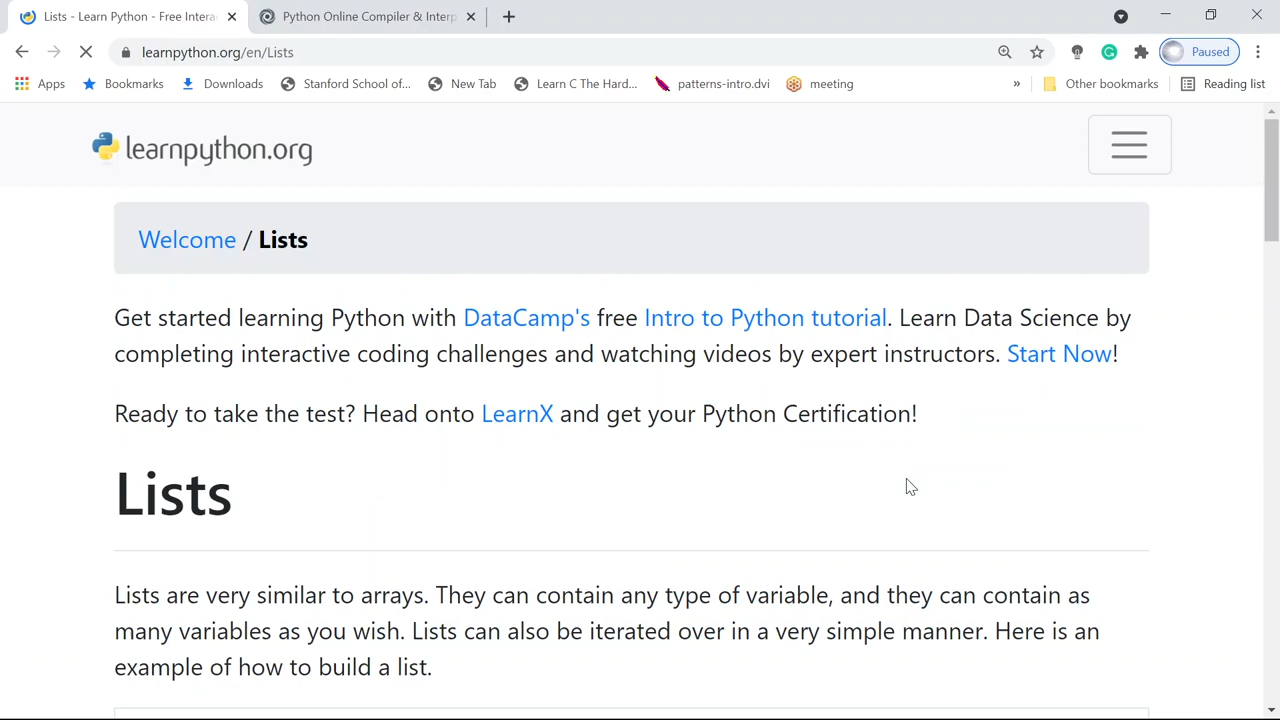 Lists - Learn Python - Free Intera
Python Online Compiler & Interp
learnpython.org/en/Lists
Paused
Apps
Bookmarks
Downloads
Stanford School of...
New Tab
Learn C The Hard...
patterns-intro.dvi
meeting
»
Other bookmarks
Reading list
learnpython.org
Welcome / Lists
Get started learning Python with DataCamp's free Intro to Python tutorial. Learn Data Science by
completing interactive coding challenges and watching videos by expert instructors. Start Now!
Ready to take the test? Head onto LearnX and get your Python Certification!
Lists
Lists are very similar to arrays. They can contain any type of variable, and they can contain as
many variables as you wish. Lists can also be iterated over in a very simple manner. Here is an
example of how to build a list.